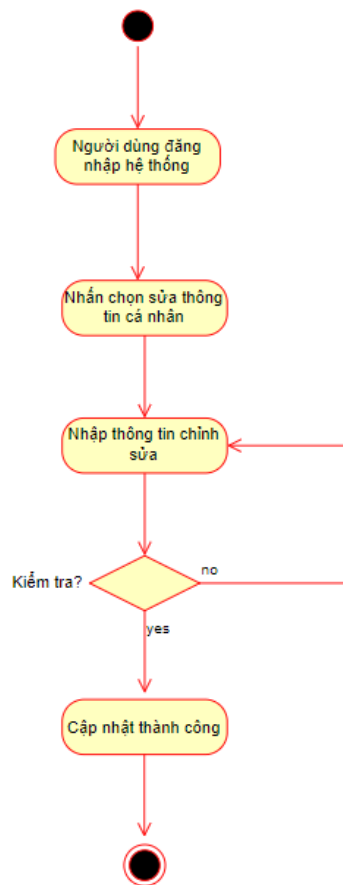 Người dùng đăng
nhập hệ thống
Nhấn chọn sửa thông
tin cá nhân
Nhập thông tin chỉnh
sửa
Kiểm tra?
no
yes
Cập nhật thành công